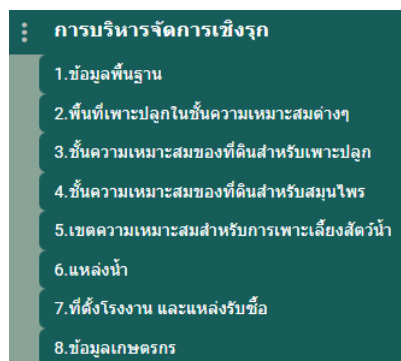 การบริหารจัดการเชิงรุก
1.ข้อมูลพื้นฐาน
2.พื้นที่เพาะปลูกในชั้นความเหมาะสมต่างๆ
3.ชั้นความเหมาะสมของที่ดินสำหรับเพาะปลูก
4.ชั้นความเหมาะสมของที่ดินสำหรับสมุนไพร
5.เขตความเหมาะสมสำหรับการเพาะเลี้ยงสัตว์น้ำ
6.แหล่งน้ำ
7.ที่ตั้งโรงงาน และแหล่งรับซื้อ
8.ข้อมูลเกษตรกร